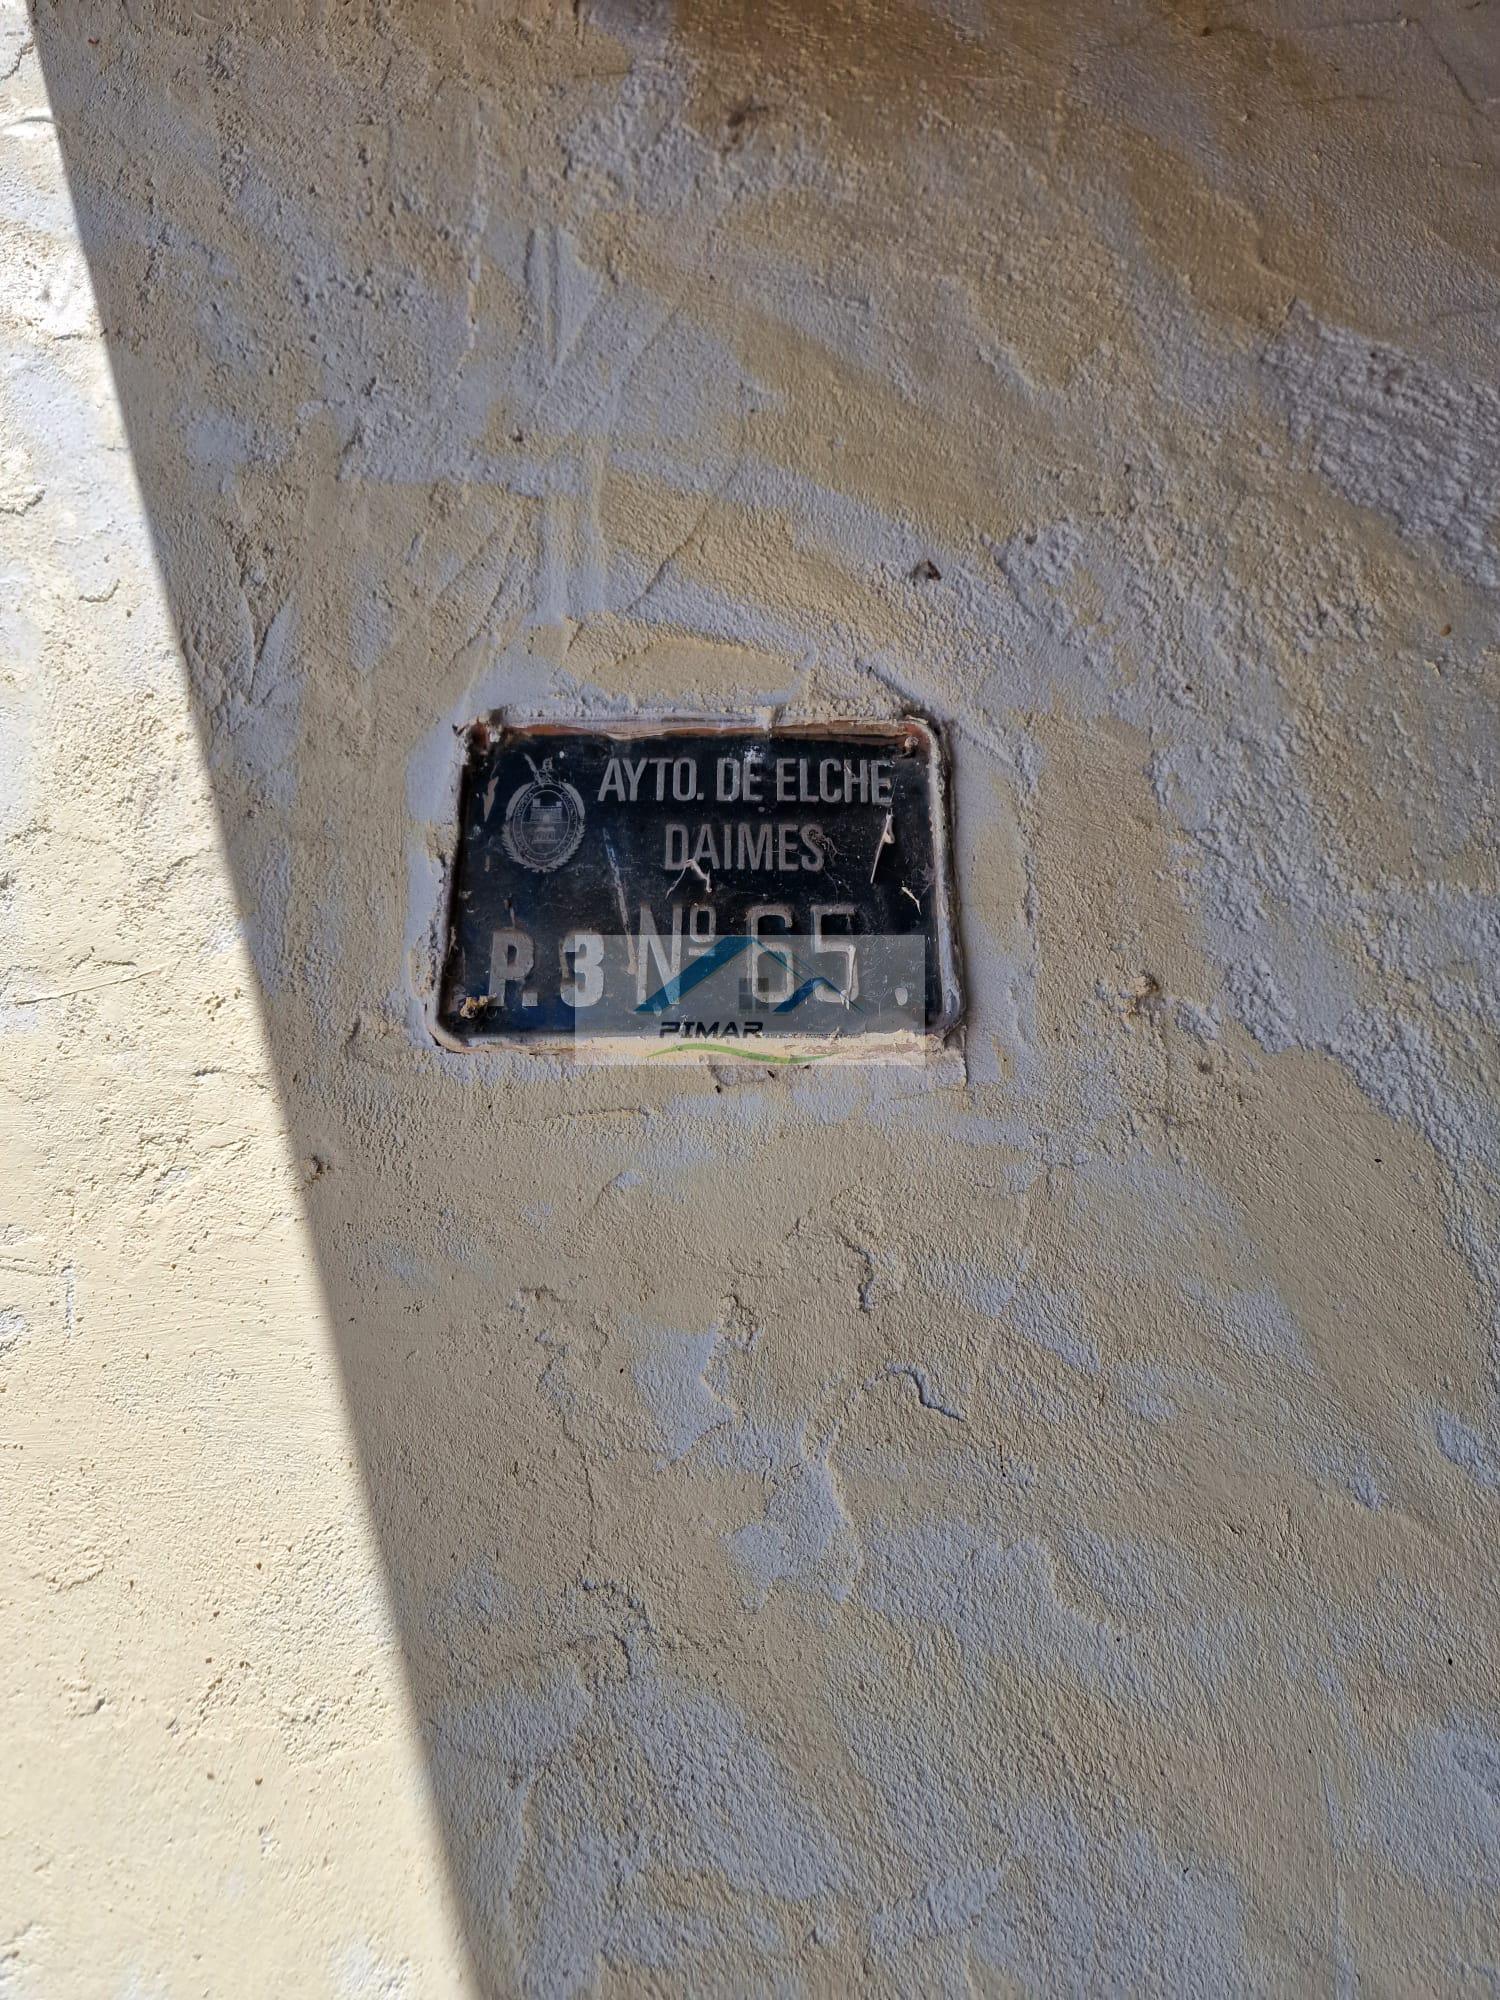 AYTO. DE ELCHE
DAIMES
P. 3 Nº 65.
PIMAR